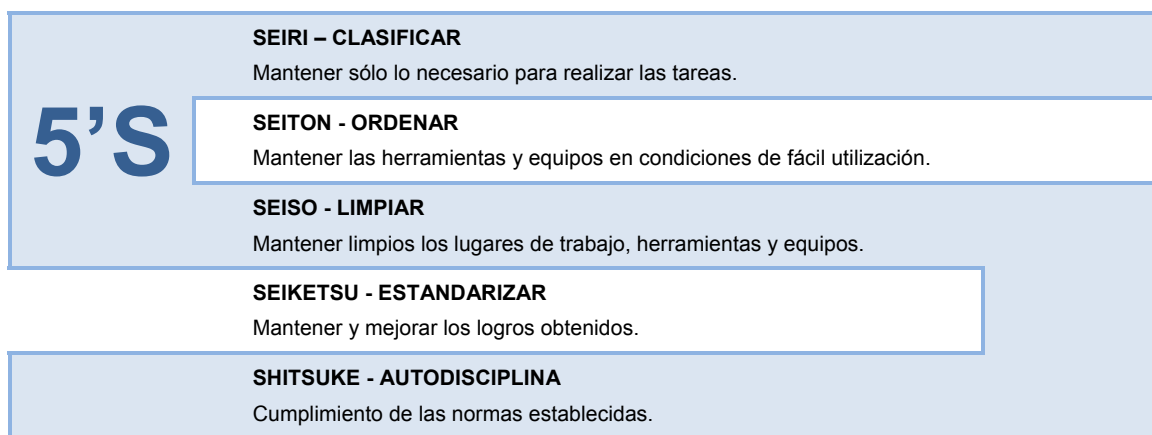 5’S
SEIRI – CLASIFICAR
Mantener sólo lo necesario para realizar las tareas.
SEITON - ORDENAR
Mantener las herramientas y equipos en condiciones de fácil utilización.
SEISO - LIMPIAR
Mantener limpios los lugares de trabajo, herramientas y equipos.
SEIKETSU - ESTANDARIZAR
Mantener y mejorar los logros obtenidos.
SHITSUKE - AUTODISCIPLINA
Cumplimiento de las normas establecidas.